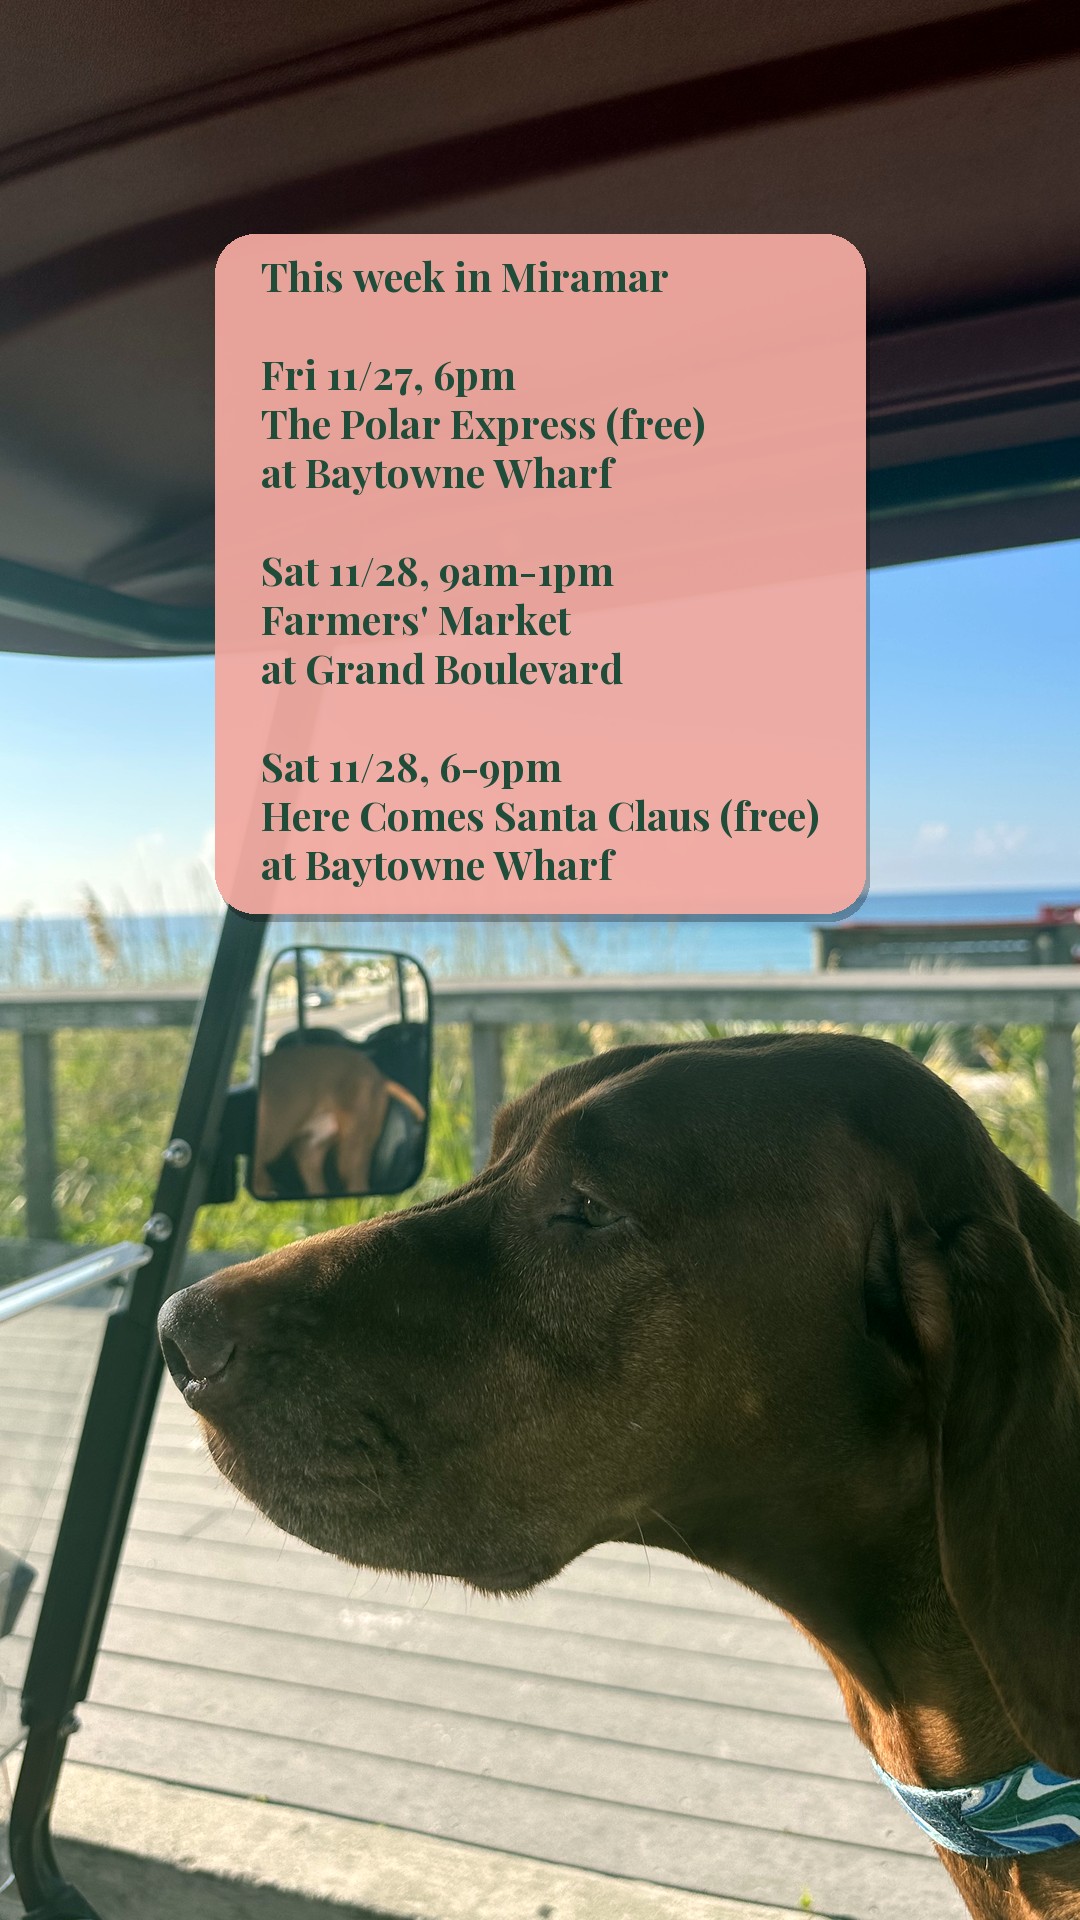 This week in Miramar
Fri 11/27, 6pm
The Polar Express (free)
at Baytowne Wharf
Sat 11/28, 9am-1pm
Farmers' Market
at Grand Boulevard
Sat 11/28, 6-9pm
Here Comes Santa Claus (free)
at Baytowne Wharf